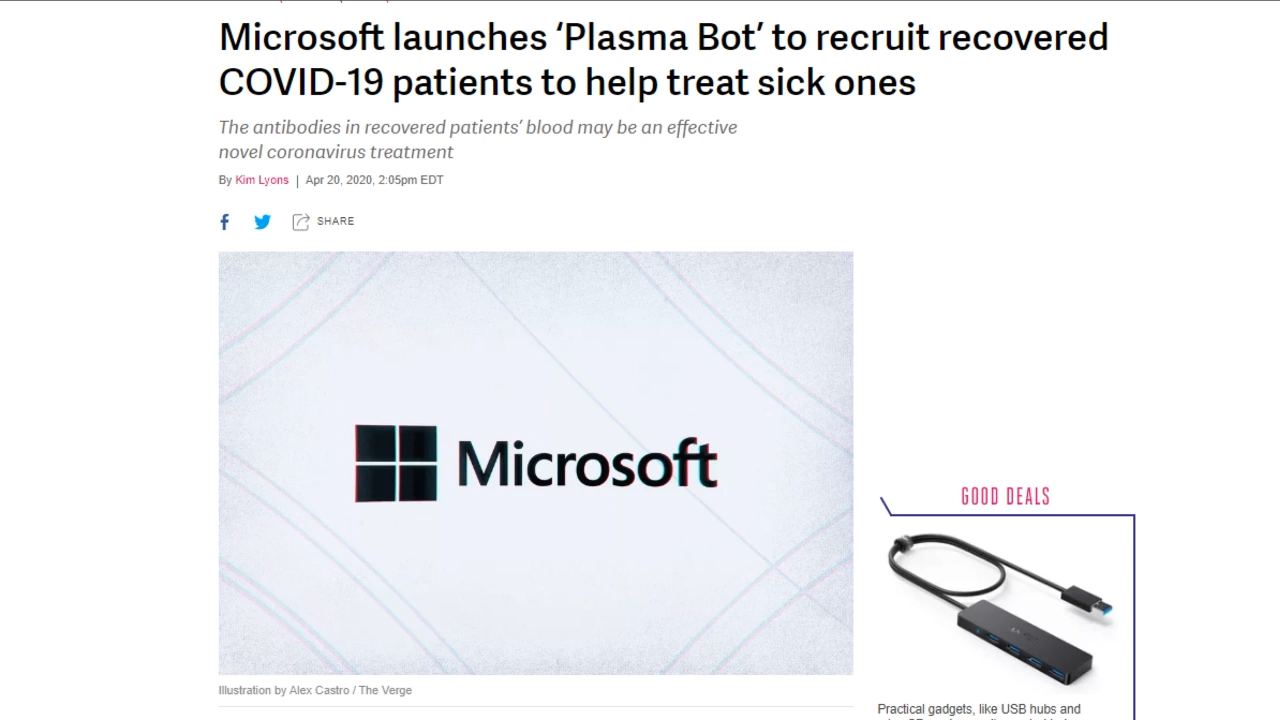 Microsoft launches ‘Plasma Bot’ to recruit recovered
COVID-19 patients to help treat sick ones
The antibodies in recovered patients’ blood may be an effective
novel coronavirus treatment
By Kim Lyons | Apr 20, 2020, 2:05pm EDT
SHARE
Microsoft
GOOD DEALS
Illustration by Alex Castro / The Verge
Practical gadgets, like USB hubs and